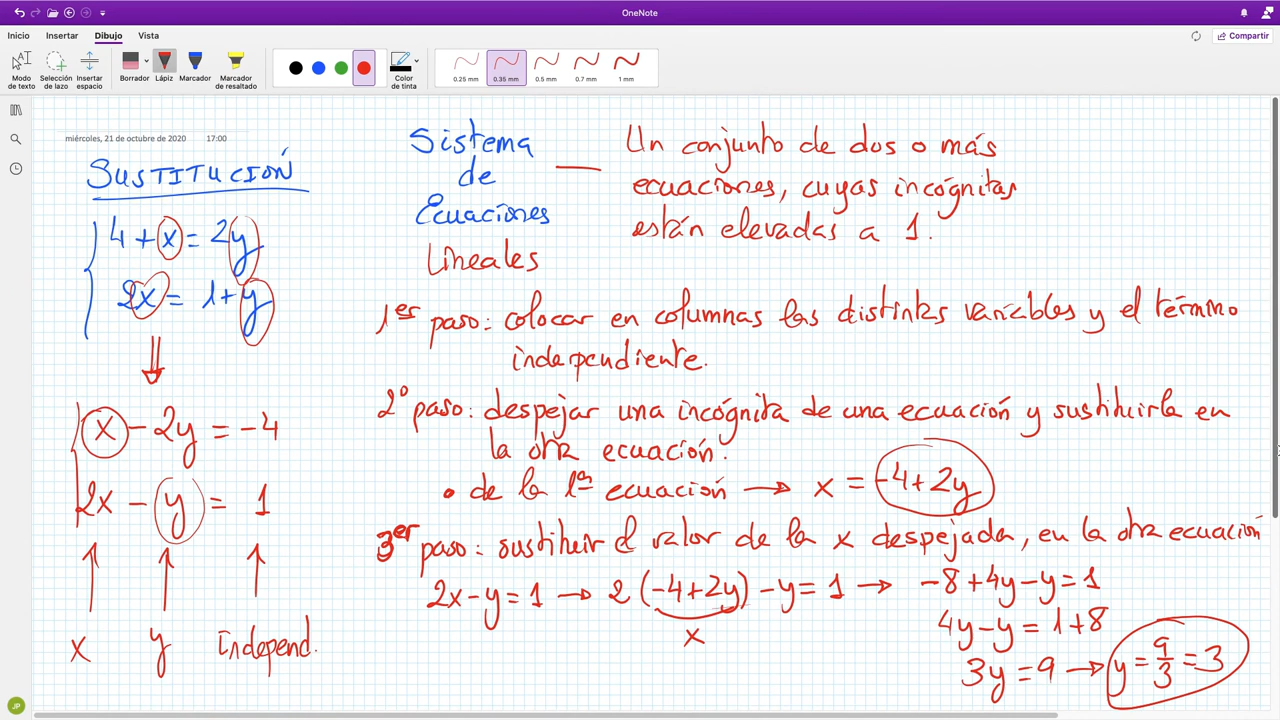 OneNote
Inicio Insertar Dibujo Vista
Compartir
Modo de texto
Selección de lazo
Insertar espacio
Borrador
Lápiz
Marcador
Marcador de resaltado
Color de tinta
0.25 mm 0.35 mm 0.5 mm 0.7 mm 1 mm
miércoles, 21 de octubre de 2020 17:00
SUSTITUCIÓN
4 + x = 2y
2x = 1 + y
x - 2y = -4
2x - y = 1
x y independ.
Sistema
de
Ecuaciones
Lineales
Un conjunto de dos o más
ecuaciones, cuyas incógnitas
están elevadas a 1.
1er paso: colocar en columnas las distintas variables y el término
independiente.
2º paso: despejar una incógnita de una ecuación y sustituirla en
la otra ecuación.
• de la 1ª ecuación → x = -4+2y
3er paso: sustituir el valor de la x despejada, en la otra ecuación
2x-y=1 → 2(-4+2y)-y=1 → -8+4y-y=1
x
4y-y=1+8
3y=9 → y=9/3=3
JP